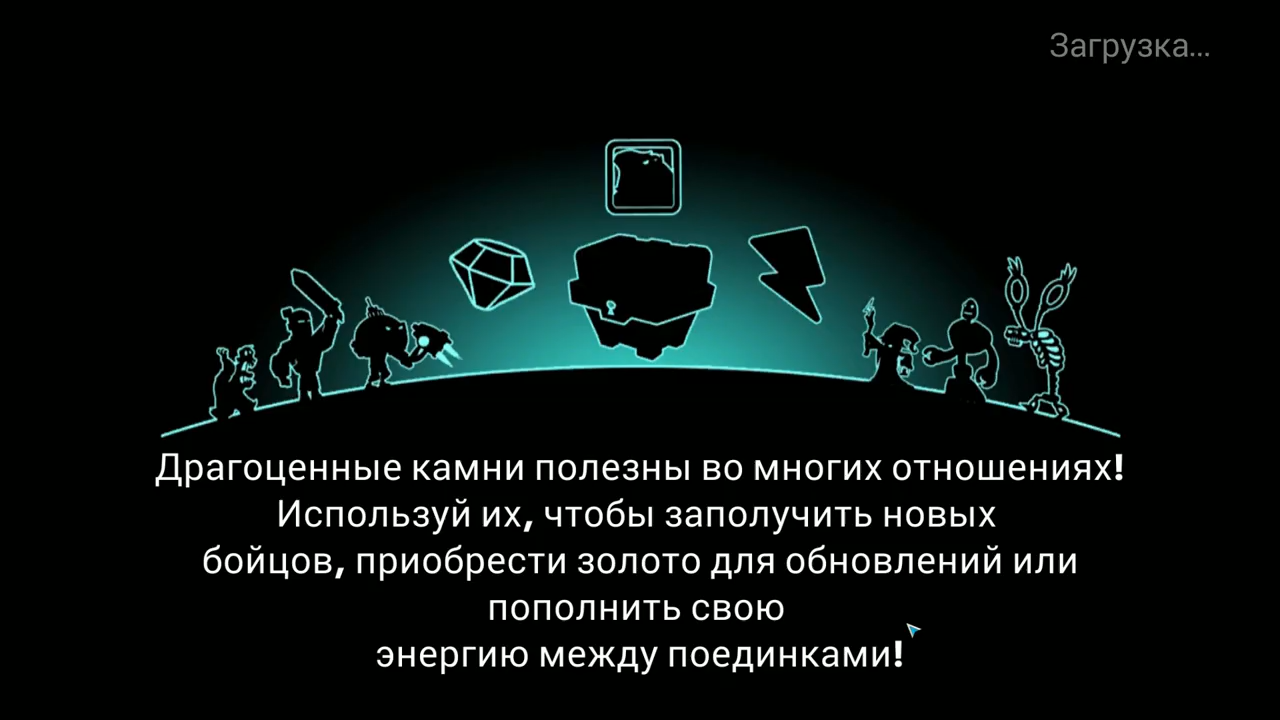 Загрузка...
Драгоценные камни полезны во многих отношениях!
Используй их, чтобы заполучить новых
бойцов, приобрести золото для обновлений или
пополнить свою
энергию между поединками!